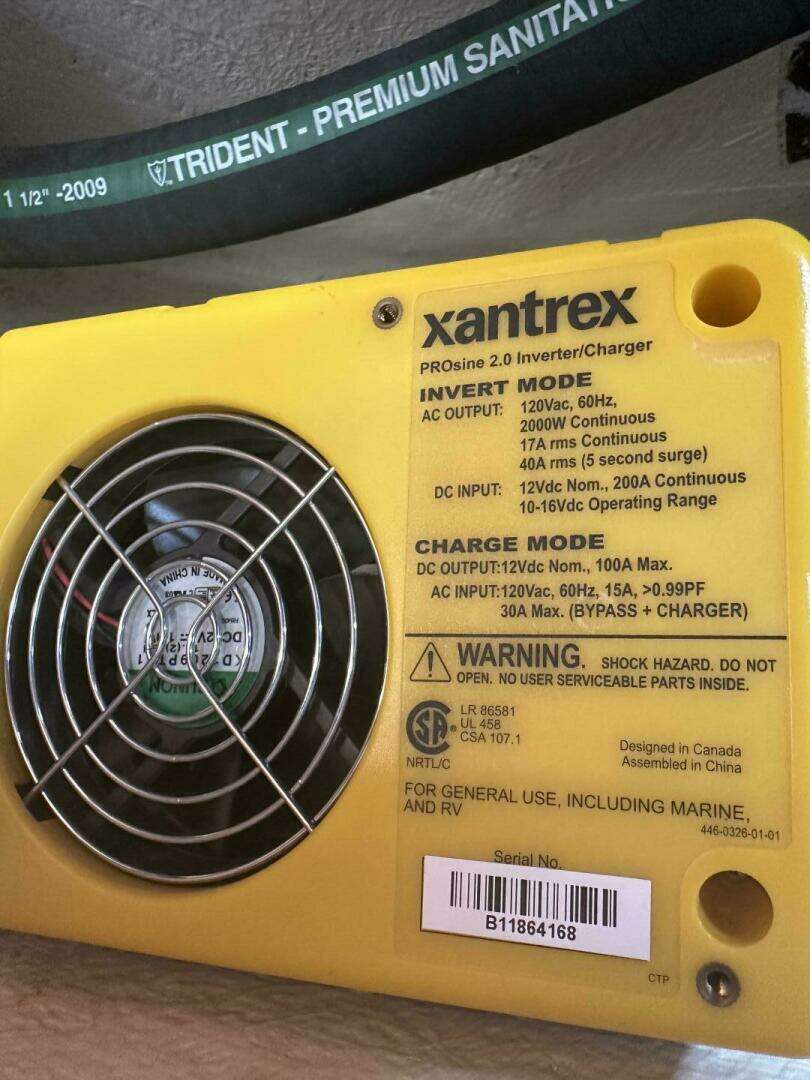 1 1/2" -2009 TRIDENT - PREMIUM
xantrex
PROsine 2.0 Inverter/Charger
INVERT MODE
AC OUTPUT: 120Vac, 60Hz,
2000W Continuous
17A rms Continuous
40A rms (5 second surge)
DC INPUT: 12Vdc Nom., 200A Continuous
10-16Vdc Operating Range
CHARGE MODE
DC OUTPUT:12Vdc Nom., 100A Max.
AC INPUT:120Vac, 60Hz, 15A, >0.99PF
30A Max. (BYPASS + CHARGER)
WARNING. SHOCK HAZARD. DO NOT
OPEN. NO USER SERVICEABLE PARTS INSIDE.
LR 86581
UL 458
CSA 107.1
NRTL/C
Designed in Canada
Assembled in China
FOR GENERAL USE, INCLUDING MARINE,
AND RV
446-0326-01-01
Serial No.
B11864168
CTP
MADE IN CHINA